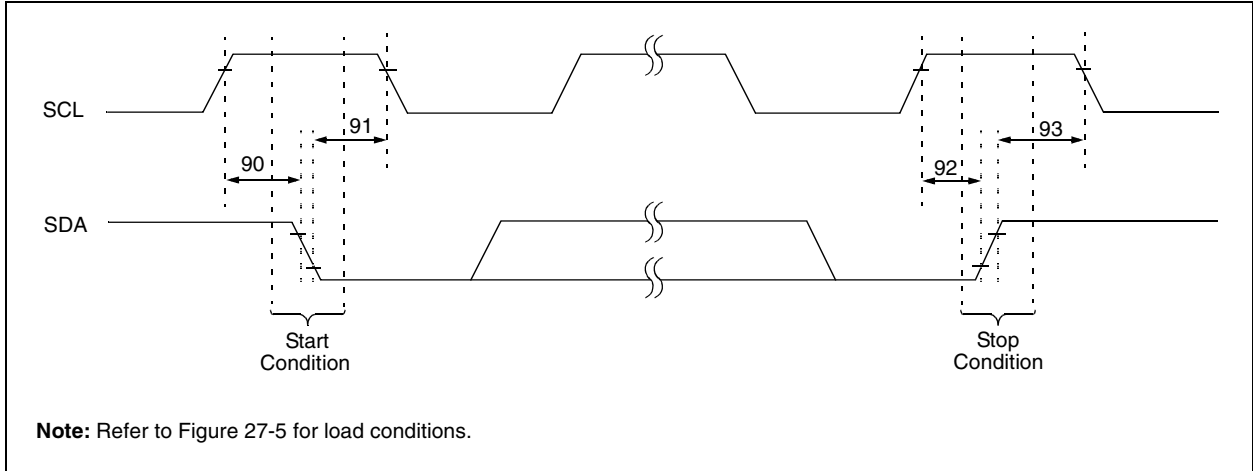 SCL
91
93
90
92
SDA
Start
Condition
Stop
Condition
Note: Refer to Figure 27-5 for load conditions.